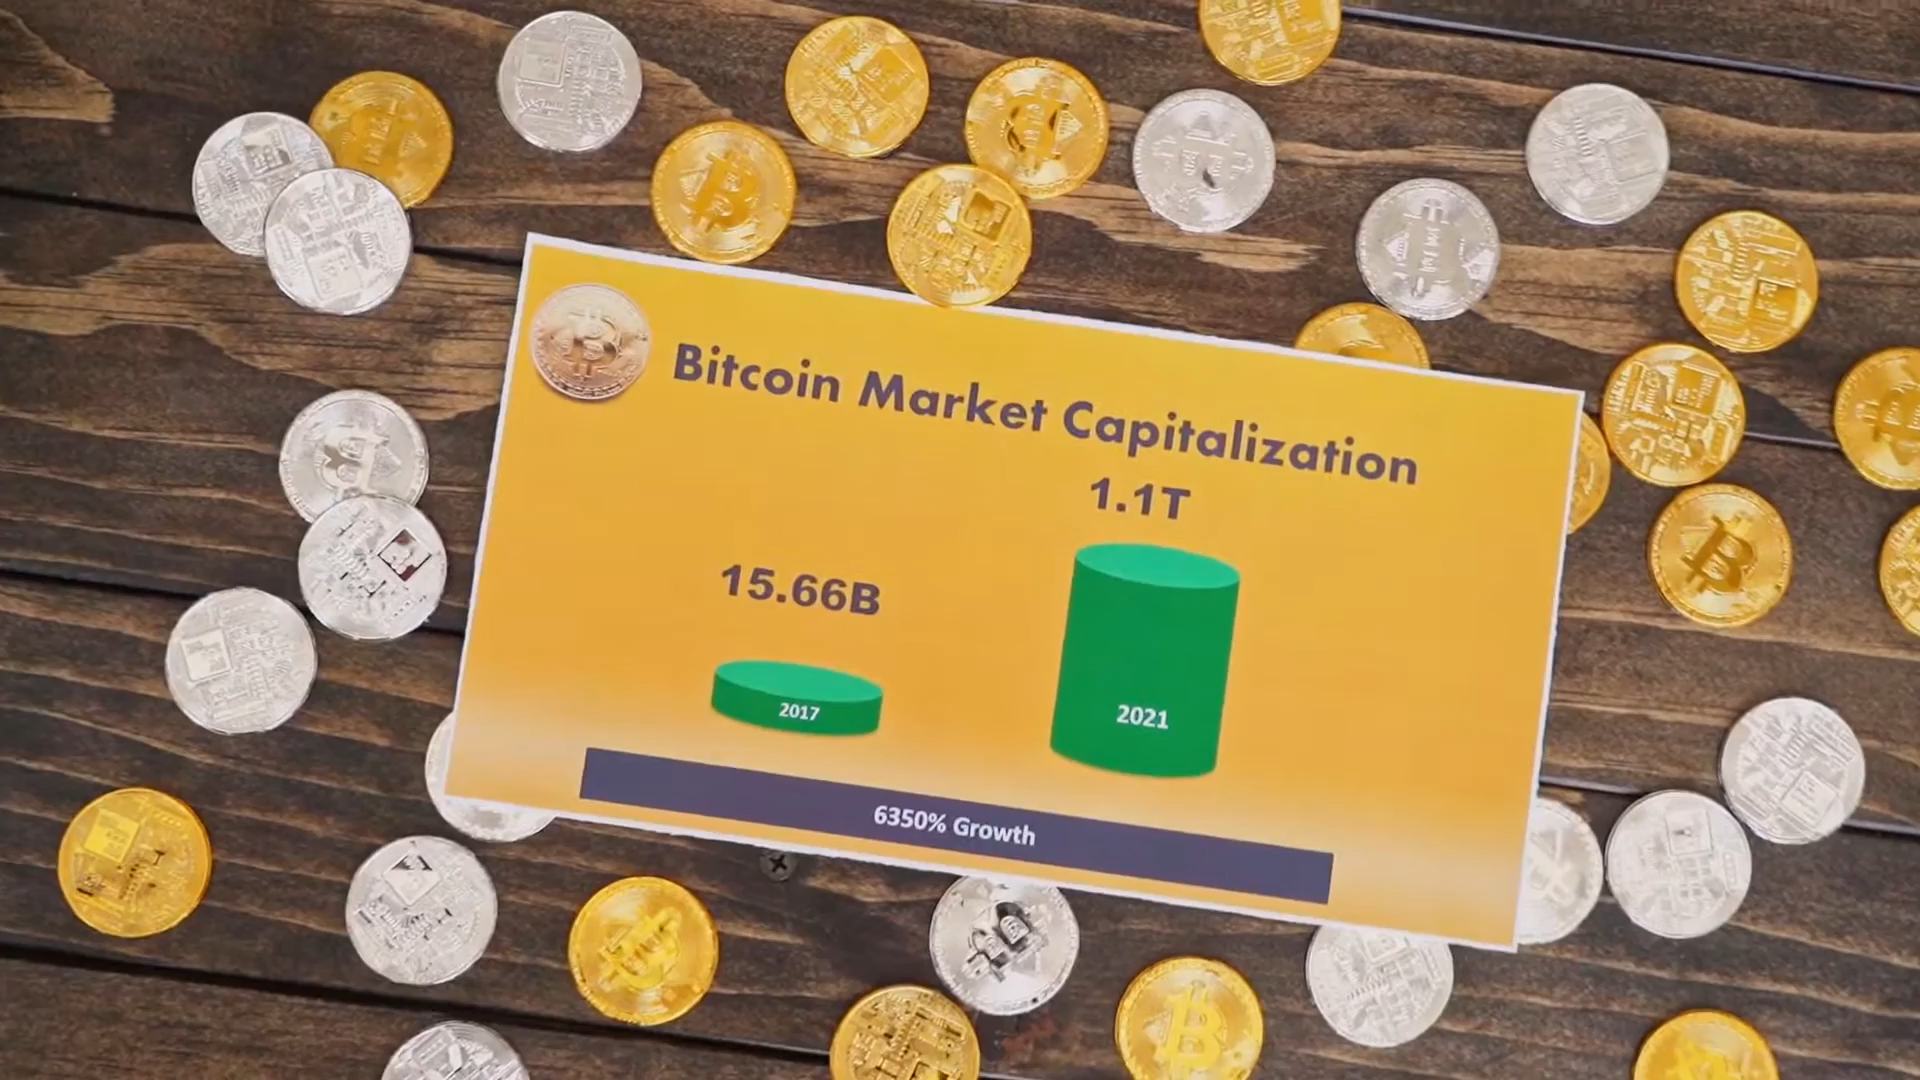 Bitcoin Market Capitalization
1.1T
15.66B
2017
2021
6350% Growth